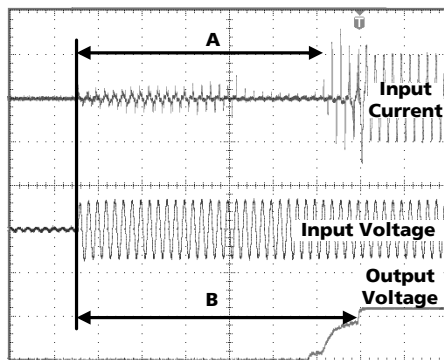 T
A
Input
Current
Input Voltage
Output
Voltage
B